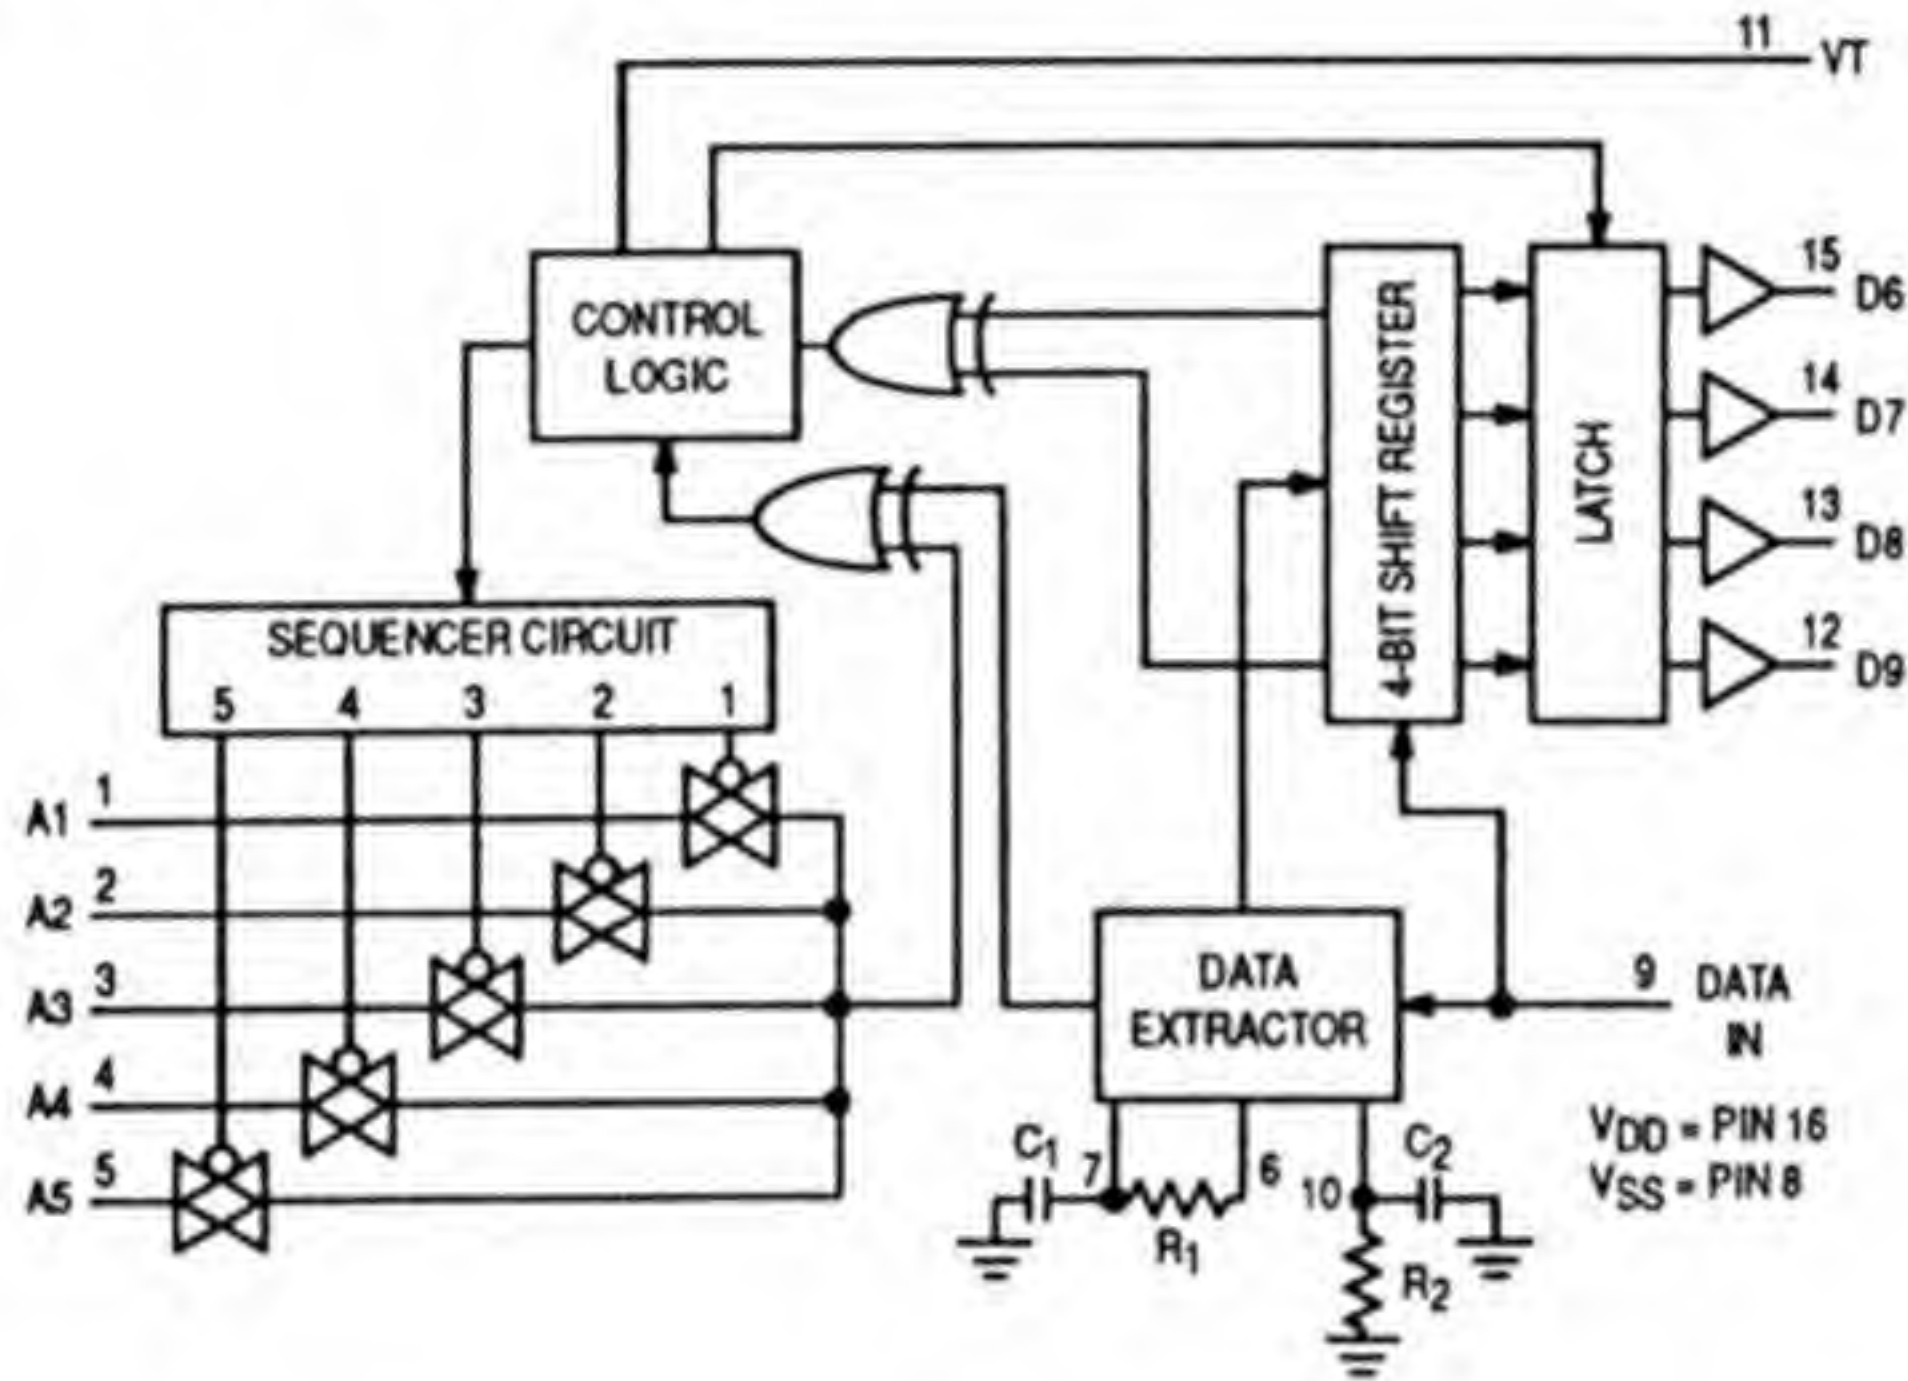 11
VT
CONTROL
LOGIC
4-BIT SHIFT REGISTER
LATCH
15
D6
14
D7
13
D8
12
D9
SEQUENCER CIRCUIT
5 4 3 2 1
A1 1
A2 2
A3 3
A4 4
A5 5
DATA
EXTRACTOR
9 DATA
IN
C1 7
R1
6
10
C2
R2
VDD = PIN 16
VSS = PIN 8